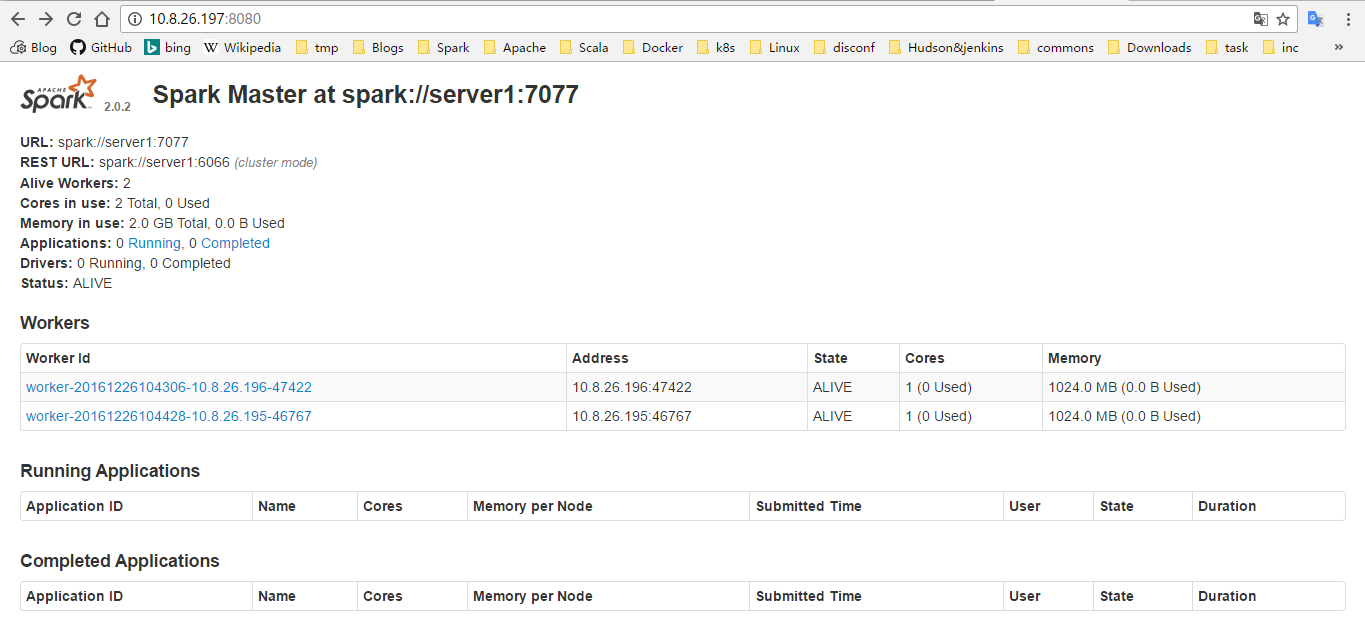 10.8.26.197:8080
Blog GitHub bing Wikipedia tmp Blogs Spark Apache Scala Docker k8s Linux disconf Hudson&jenkins commons Downloads task inc »
APACHE Spark 2.0.2 Spark Master at spark://server1:7077
URL: spark://server1:7077
REST URL: spark://server1:6066 (cluster mode)
Alive Workers: 2
Cores in use: 2 Total, 0 Used
Memory in use: 2.0 GB Total, 0.0 B Used
Applications: 0 Running, 0 Completed
Drivers: 0 Running, 0 Completed
Status: ALIVE
Workers
Worker Id Address State Cores Memory
worker-20161226104306-10.8.26.196-47422 10.8.26.196:47422 ALIVE 1 (0 Used) 1024.0 MB (0.0 B Used)
worker-20161226104428-10.8.26.195-46767 10.8.26.195:46767 ALIVE 1 (0 Used) 1024.0 MB (0.0 B Used)
Running Applications
Application ID Name Cores Memory per Node Submitted Time User State Duration
Completed Applications
Application ID Name Cores Memory per Node Submitted Time User State Duration